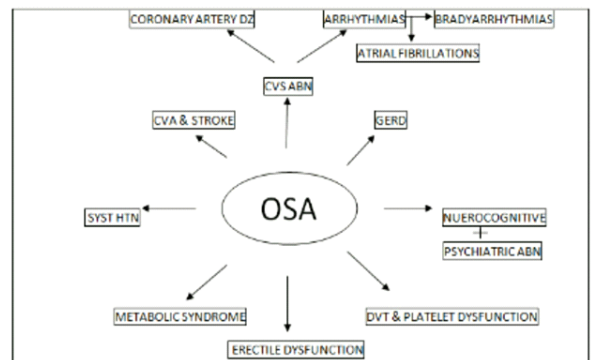 CORONARY ARTERY DZ
ARRHYTHMIAS
BRADYARRHYTHMIAS
ATRIAL FIBRILLATIONS
CVS ABN
CVA & STROKE
GERD
OSA
SYST HTN
NUEROCOGNITIVE
+
PSYCHIATRIC ABN
METABOLIC SYNDROME
DVT & PLATELET DYSFUNCTION
ERECTILE DYSFUNCTION